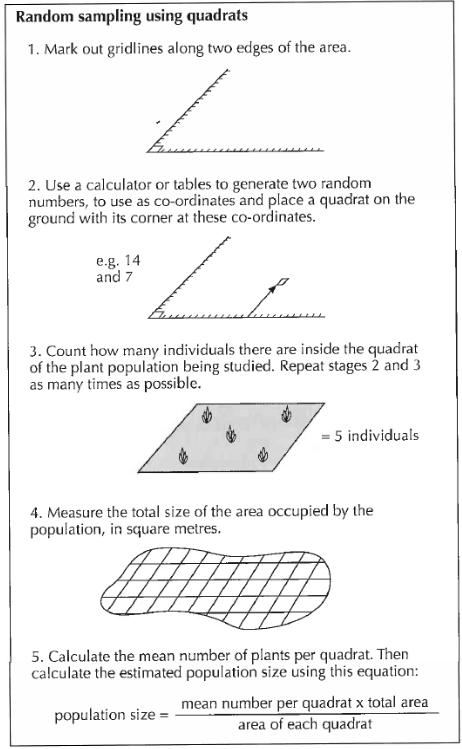 Random sampling using quadrats
1. Mark out gridlines along two edges of the area.
2. Use a calculator or tables to generate two random
numbers, to use as co-ordinates and place a quadrat on the
ground with its corner at these co-ordinates.
e.g. 14
and 7
3. Count how many individuals there are inside the quadrat
of the plant population being studied. Repeat stages 2 and 3
as many times as possible.
= 5 individuals
4. Measure the total size of the area occupied by the
population, in square metres.
5. Calculate the mean number of plants per quadrat. Then
calculate the estimated population size using this equation:
population size = mean number per quadrat x total area
area of each quadrat